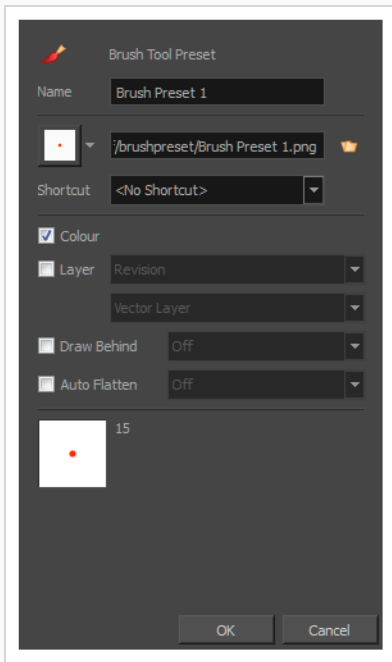 Brush Tool Preset
Name Brush Preset 1
/brushpreset/Brush Preset 1.png
Shortcut <No Shortcut>
Colour
Layer Revision
Vector Layer
Draw Behind Off
Auto Flatten Off
15
OK Cancel